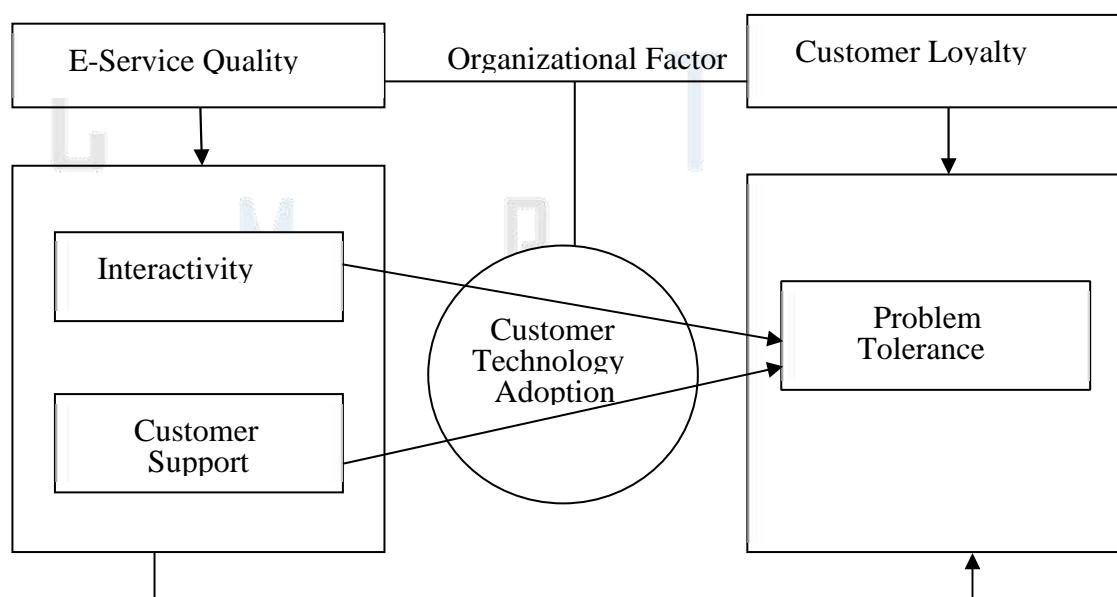 E-Service Quality
Organizational Factor
Customer Loyalty
Interactivity
Customer
Support
Customer
Technology
Adoption
Problem
Tolerance